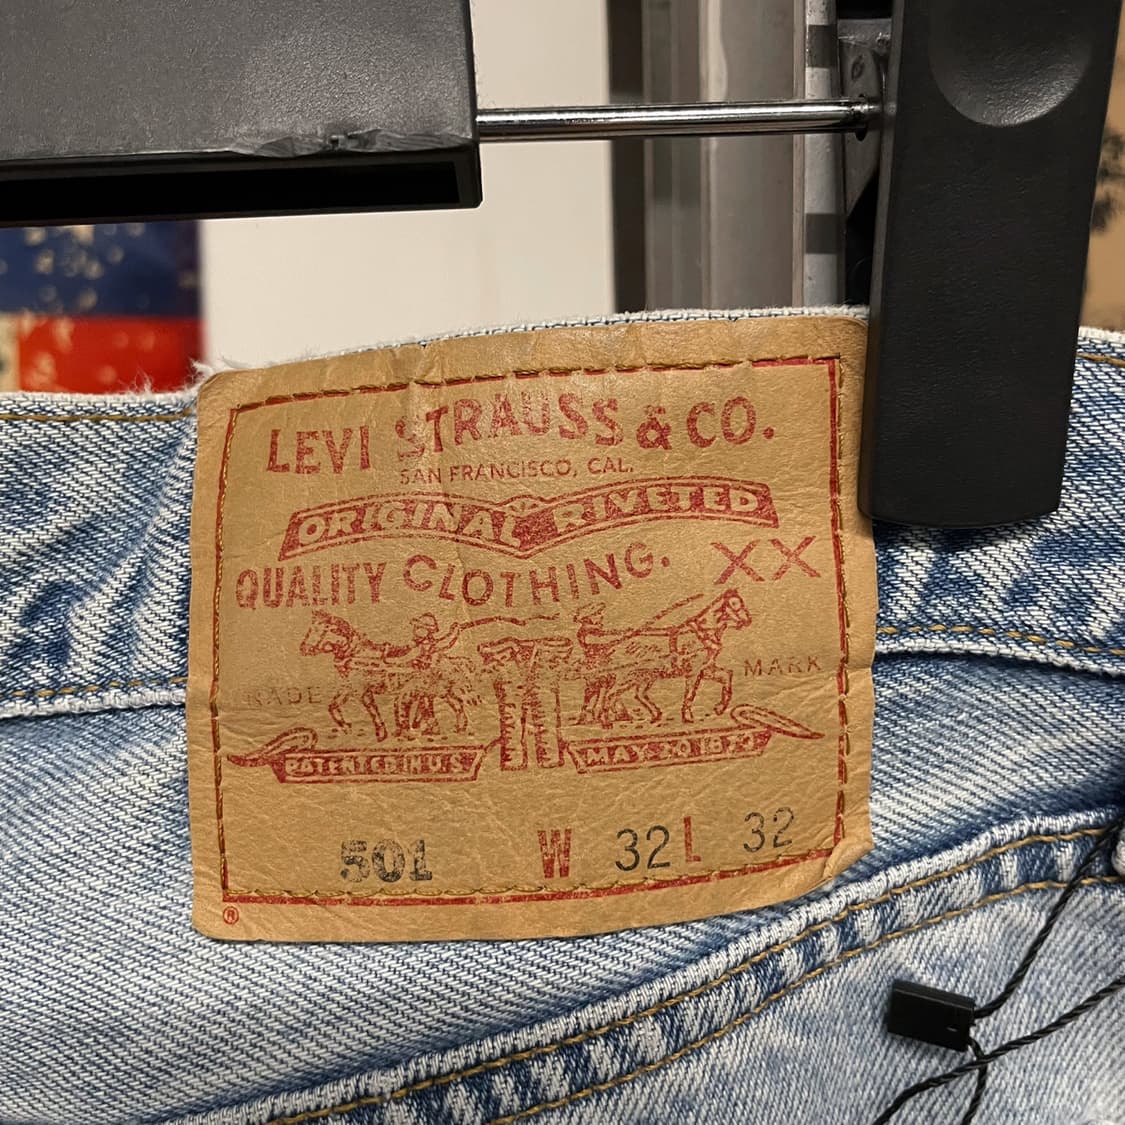 LEVI STRAUSS & CO.
SAN FRANCISCO, CAL.
ORIGINAL RIVETED
QUALITY CLOTHING. XX
TRADE MARK
PATENTED IN U.S. MAY 20 1873
501 W 32 L 32
®